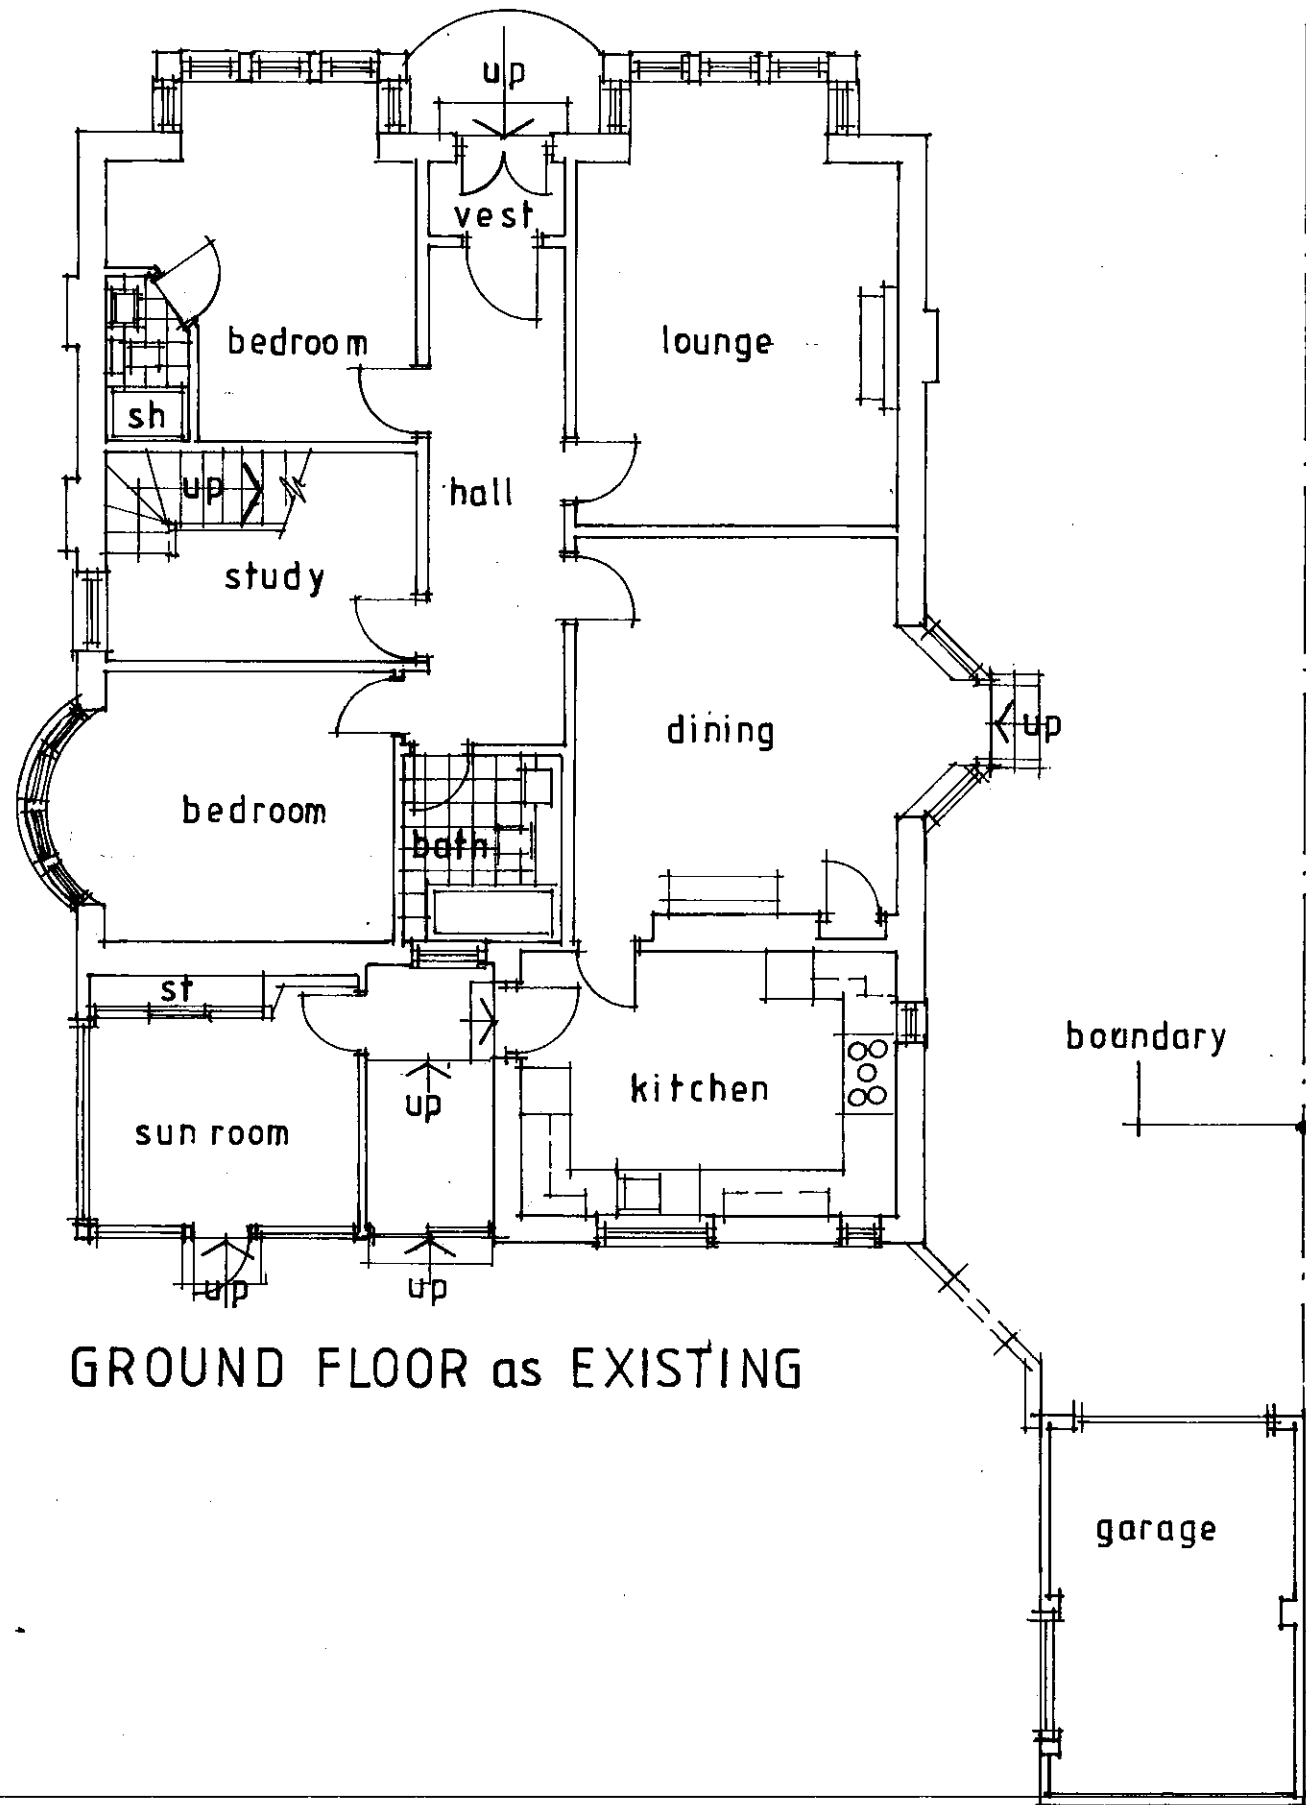 up
vest
bedroom
lounge
sh
up
hall
study
dining
up
bedroom
bath
st
boundary
kitchen
up
sun room
up
up
GROUND FLOOR as EXISTING
garage